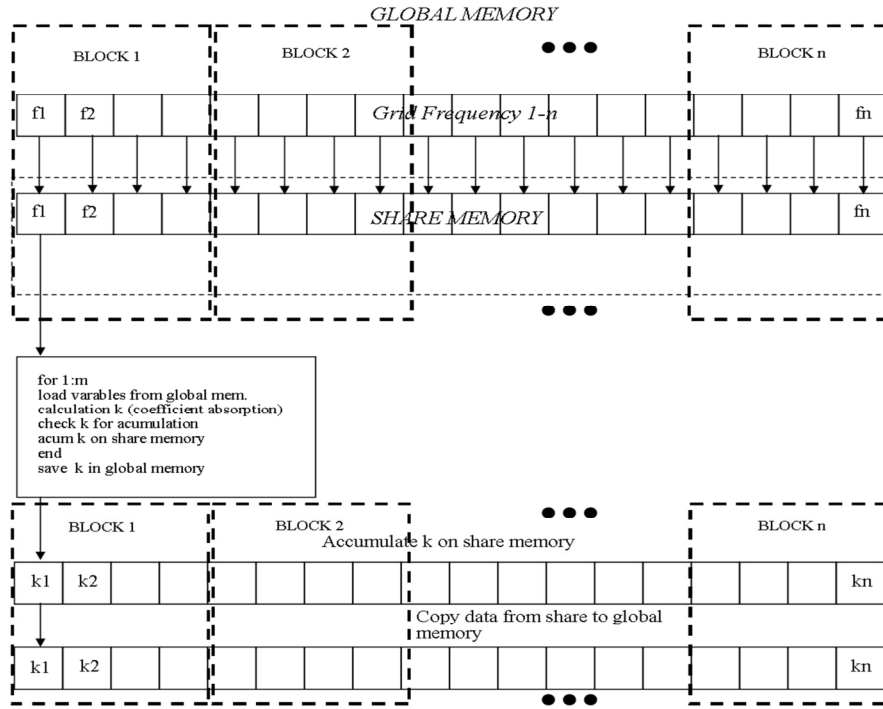 GLOBAL MEMORY
BLOCK 1
BLOCK 2
BLOCK n
f1 f2 fn
Grid Frequency 1-n
f1 f2 fn
SHARE MEMORY
for 1:m
load varables from global mem.
calculation k (coefficient absorption)
check k for acumulation
acum k on share memory
end
save k in global memory
BLOCK 1
BLOCK 2
BLOCK n
Accumulate k on share memory
k1 k2 kn
Copy data from share to global
memory
k1 k2 kn